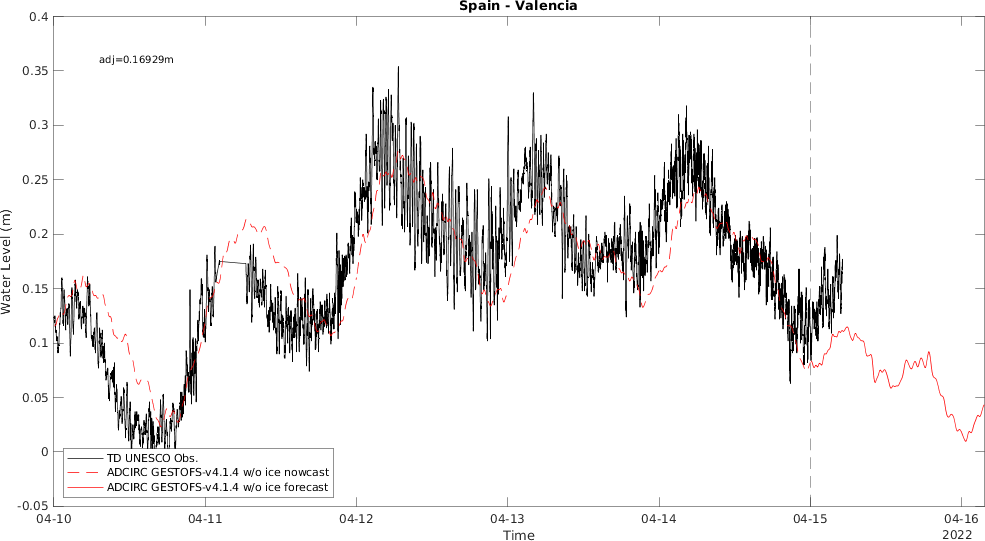 Spain - Valencia
adj=0.16929m
0.4
0.35
0.3
0.25
0.2
0.15
0.1
0.05
0
-0.05
Water Level (m)
TD UNESCO Obs.
ADCIRC GESTOFS-v4.1.4 w/o ice nowcast
ADCIRC GESTOFS-v4.1.4 w/o ice forecast
04-10 04-11 04-12 04-13 04-14 04-15 04-16
2022
Time